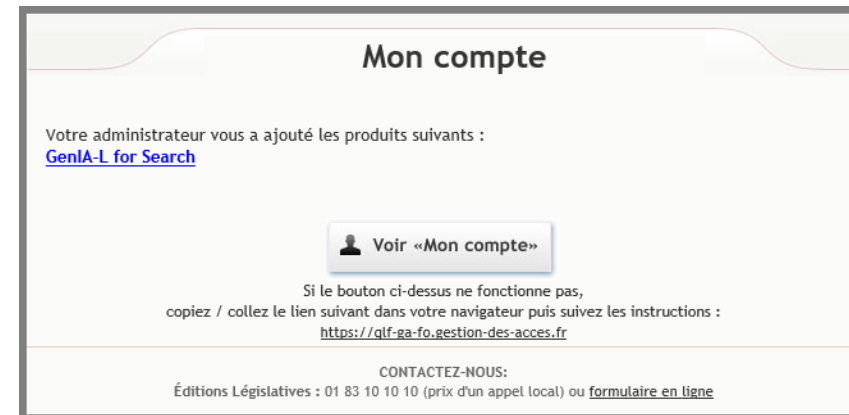 Mon compte
Votre administrateur vous a ajouté les produits suivants :
GenIA-L for Search
Voir «Mon compte»
Si le bouton ci-dessus ne fonctionne pas,
copiez / collez le lien suivant dans votre navigateur puis suivez les instructions :
https://qlf-ga-fo.gestion-des-acces.fr
CONTACTEZ-NOUS:
Éditions Législatives : 01 83 10 10 10 (prix d'un appel local) ou formulaire en ligne